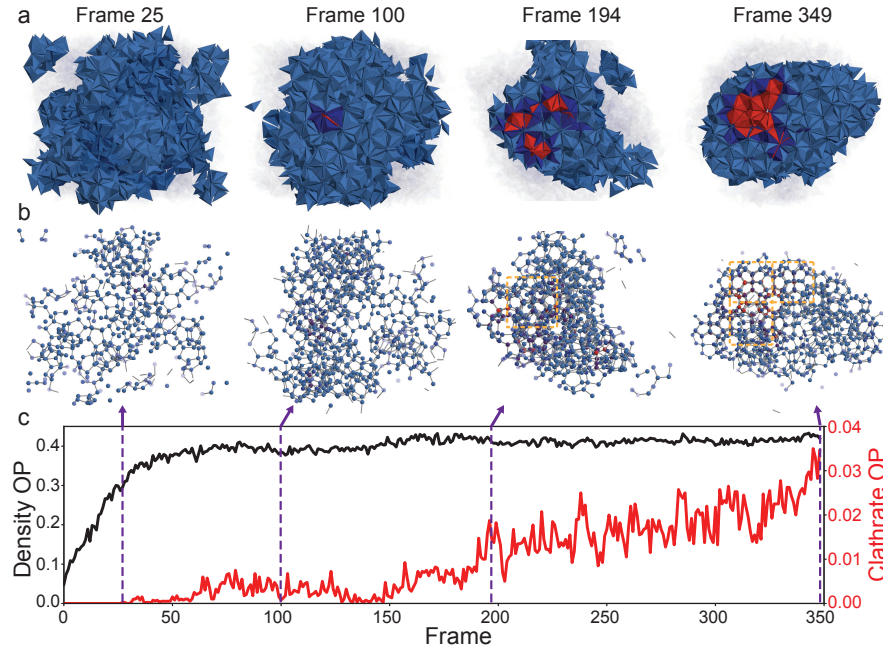 a
Frame 25 Frame 100 Frame 194 Frame 349
b
c
Density OP
0.4
0.3
0.2
0.1
0.0
0 50 100 150 200 250 300 350
Frame
0.04
0.03
0.02
0.01
0.00
Clathrate OP